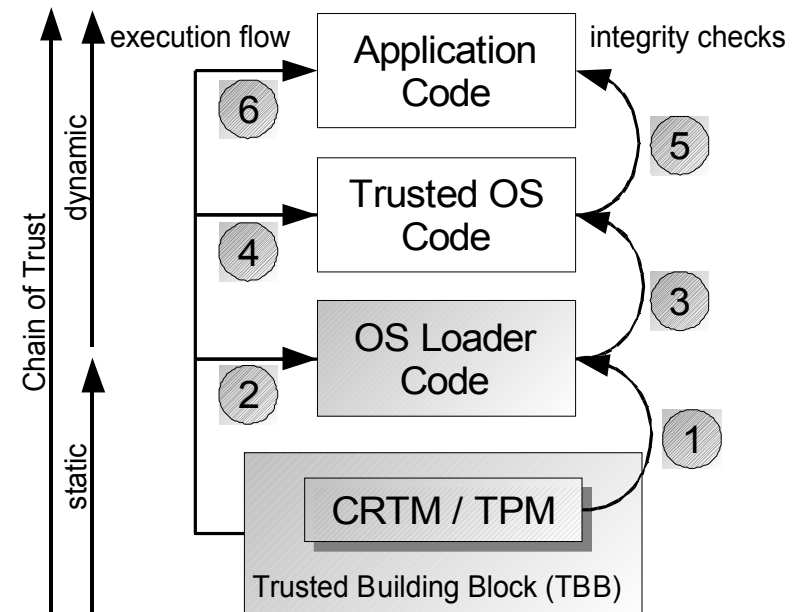 execution flow
integrity checks
Application
Code
6
5
Trusted OS
Code
4
3
OS Loader
Code
2
1
CRTM / TPM
Trusted Building Block (TBB)
Chain of Trust
dynamic
static